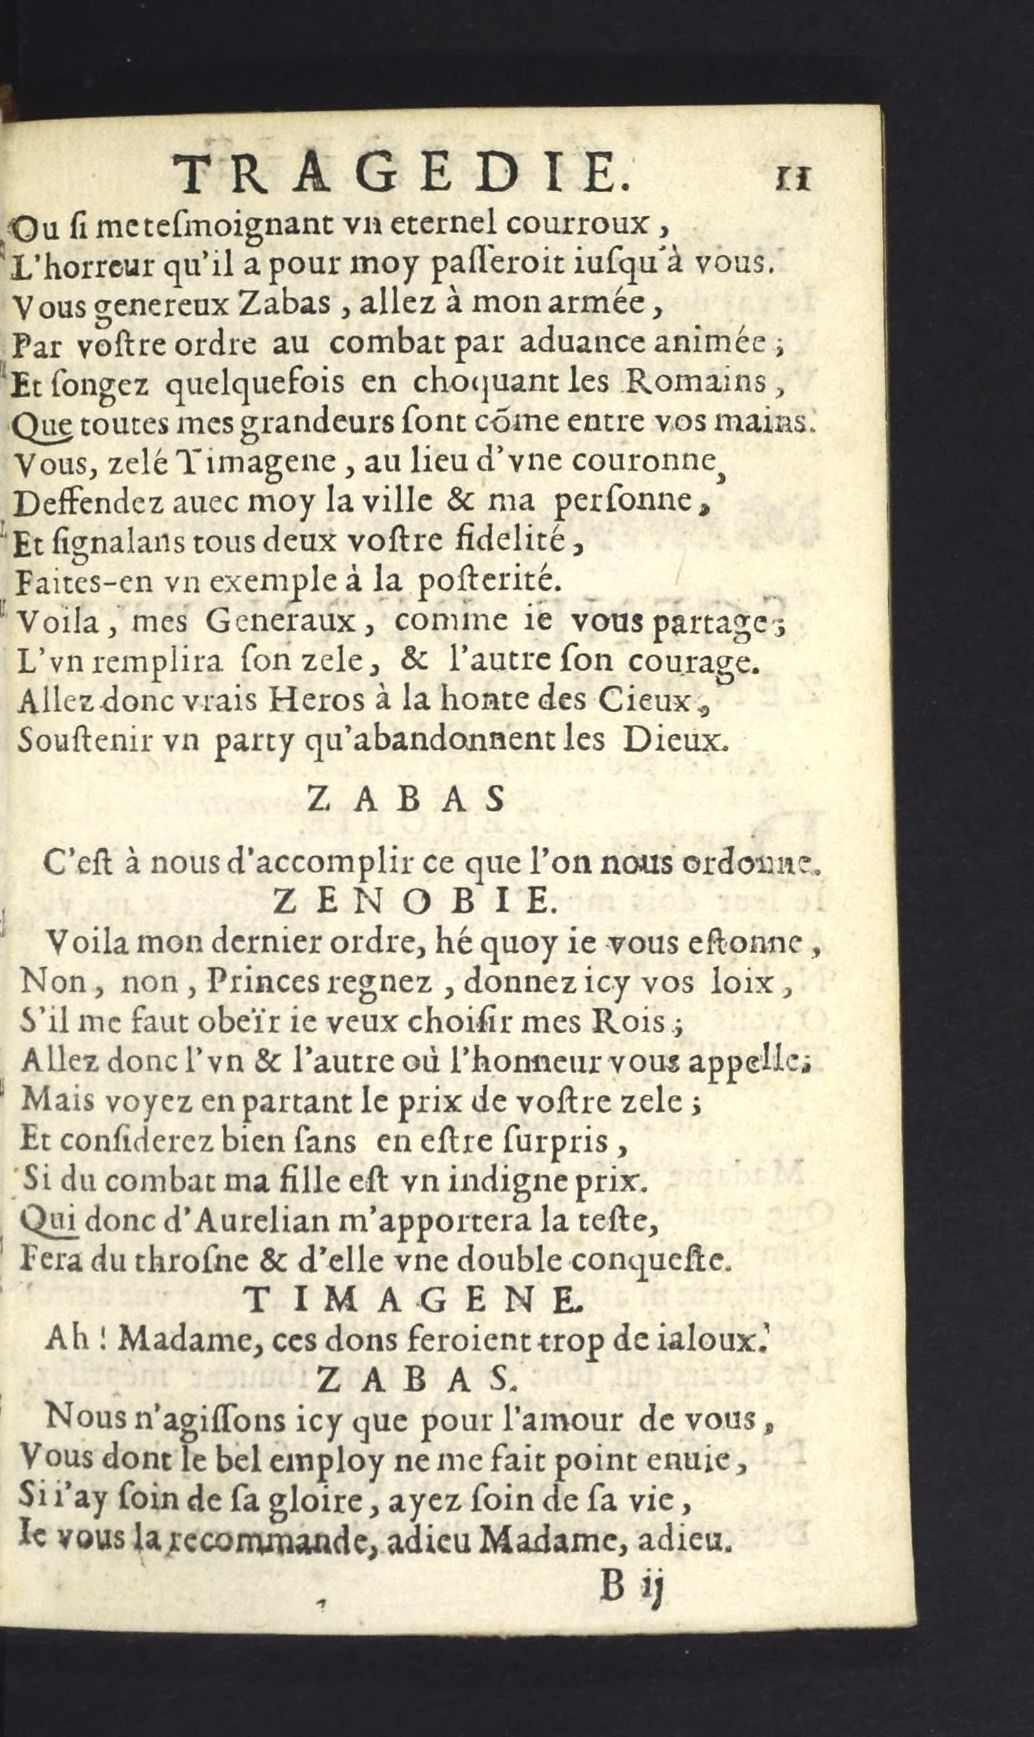 TRAGEDIE. 11
Ou ſi me teſmoignant vn eternel courroux ,
L'horreur qu'il a pour moy paſſeroit iuſqu'à vous.
Vous genereux Zabas , allez à mon armée ,
Par voſtre ordre au combat par aduance animée ;
Et ſongez quelquefois en choquant les Romains ,
Que toutes mes grandeurs ſont cõme entre vos mains.
Vous, zelé Timagene , au lieu d'vne couronne,
Deffendez auec moy la ville & ma perſonne,
Et ſignalans tous deux voſtre fidelité ,
Faites-en vn exemple à la poſterité.
Voila , mes Generaux , comme ie vous partage ;
L'vn remplira ſon zele, & l'autre ſon courage.
Allez donc vrais Heros à la honte des Cieux ,
Souſtenir vn party qu'abandonnent les Dieux.
ZABAS
C'eſt à nous d'accomplir ce que l'on nous ordonne.
ZENOBIE.
Voila mon dernier ordre, hé quoy ie vous eſtonne ,
Non , non , Princes regnez , donnez icy vos loix ,
S'il me faut obeïr ie veux choiſir mes Rois ;
Allez donc l'vn & l'autre où l'honneur vous appelle;
Mais voyez en partant le prix de voſtre zele ;
Et conſiderez bien ſans en eſtre ſurpris ,
Si du combat ma fille eſt vn indigne prix.
Qui donc d'Aurelian m'apportera la teſte,
Fera du throſne & d'elle vne double conqueſte.
TIMAGENE.
Ah ! Madame, ces dons feroient trop de ialoux.
ZABAS.
Nous n'agiſſons icy que pour l'amour de vous ,
Vous dont le bel employ ne me fait point enuie ,
Si i'ay ſoin de ſa gloire , ayez ſoin de ſa vie ,
Ie vous la recommande, adieu Madame, adieu.
B ij